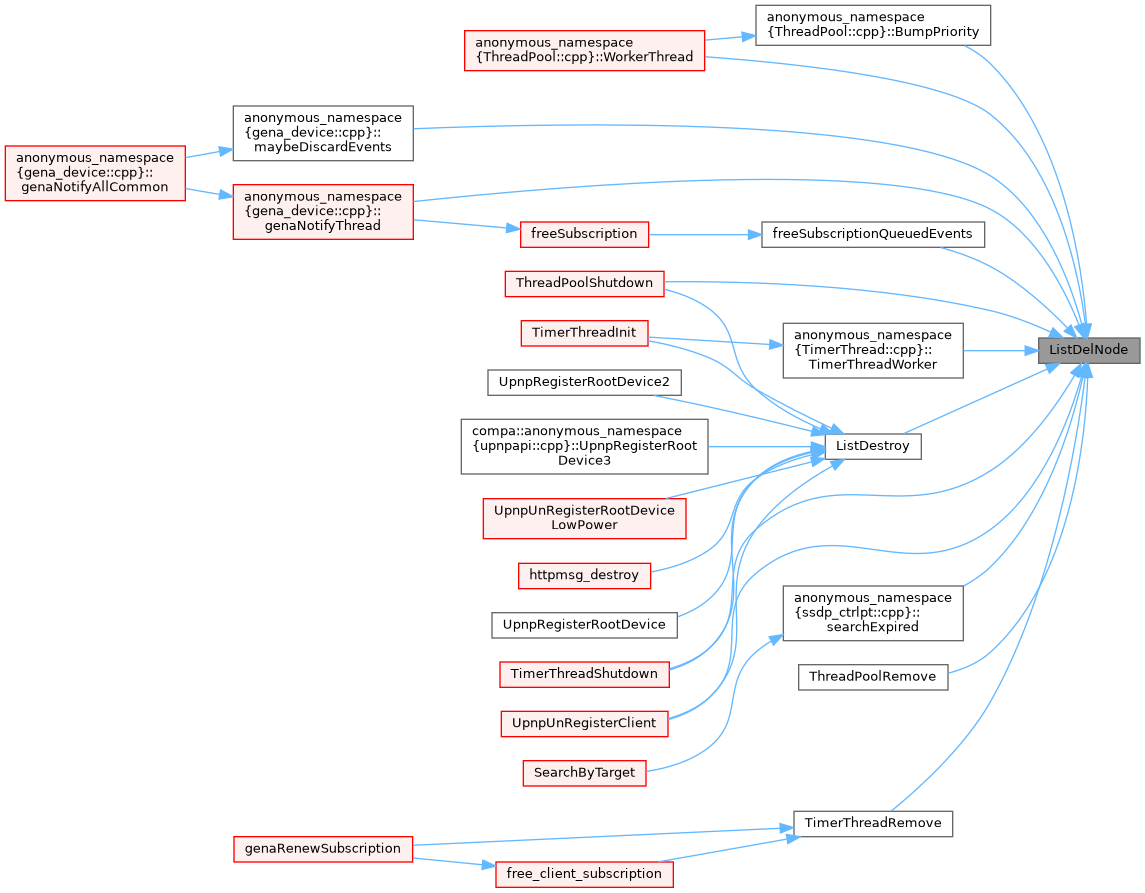 anonymous_namespace
{ThreadPool::cpp}::BumpPriority
anonymous_namespace
{ThreadPool::cpp}::WorkerThread
anonymous_namespace
{gena_device::cpp}::
maybeDiscardEvents
anonymous_namespace
{gena_device::cpp}::
genaNotifyAllCommon
anonymous_namespace
{gena_device::cpp}::
genaNotifyThread
freeSubscription
freeSubscriptionQueuedEvents
ThreadPoolShutdown
TimerThreadInit
anonymous_namespace
{TimerThread::cpp}::
TimerThreadWorker
ListDelNode
UpnpRegisterRootDevice2
compa::anonymous_namespace
{upnpapi::cpp}::UpnpRegisterRoot
Device3
ListDestroy
UpnpUnRegisterRootDevice
LowPower
httpmsg_destroy
UpnpRegisterRootDevice
anonymous_namespace
{ssdp_ctrlpt::cpp}::
searchExpired
TimerThreadShutdown
ThreadPoolRemove
UpnpUnRegisterClient
SearchByTarget
TimerThreadRemove
genaRenewSubscription
free_client_subscription